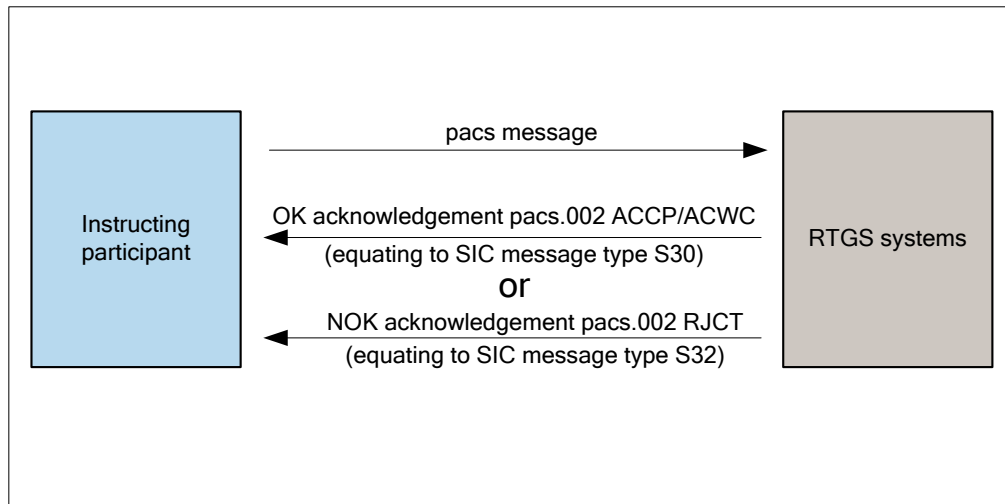 pacs message
Instructing
participant
OK acknowledgement pacs.002 ACCP/ACWC
(equating to SIC message type S30)
or
NOK acknowledgement pacs.002 RJCT
(equating to SIC message type S32)
RTGS systems